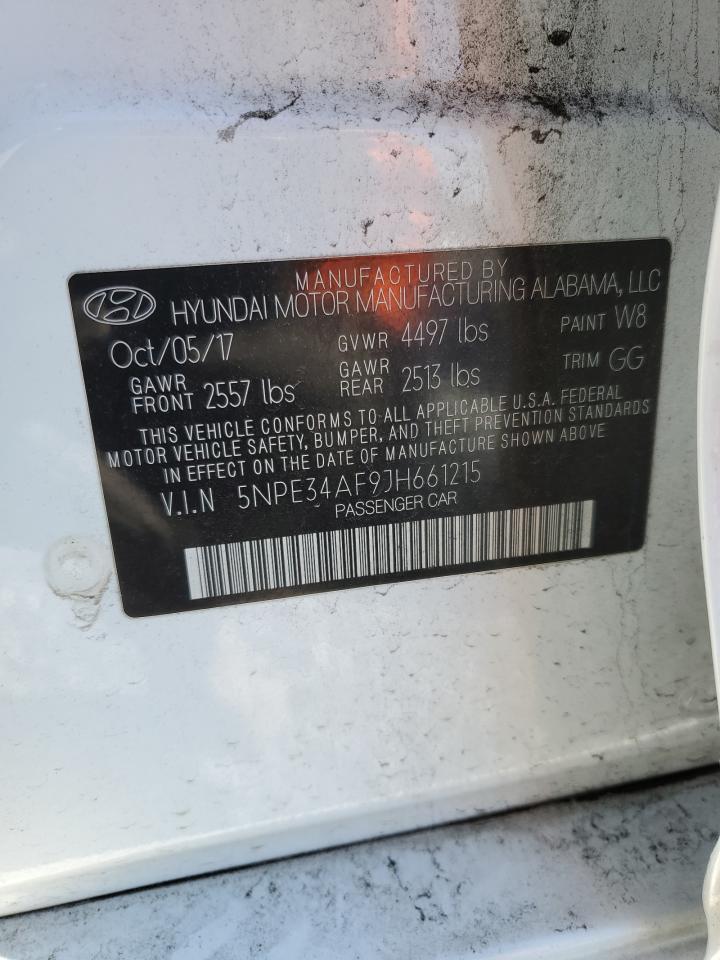 MANUFACTURED BY
HYUNDAI MOTOR MANUFACTURING ALABAMA, LLC
Oct/05/17 GVWR 4497 lbs PAINT W8
GAWR FRONT 2557 lbs GAWR REAR 2513 lbs TRIM GG
THIS VEHICLE CONFORMS TO ALL APPLICABLE U.S.A. FEDERAL
MOTOR VEHICLE SAFETY, BUMPER, AND THEFT PREVENTION STANDARDS
IN EFFECT ON THE DATE OF MANUFACTURE SHOWN ABOVE
V.I.N 5NPE34AF9JH661215
PASSENGER CAR